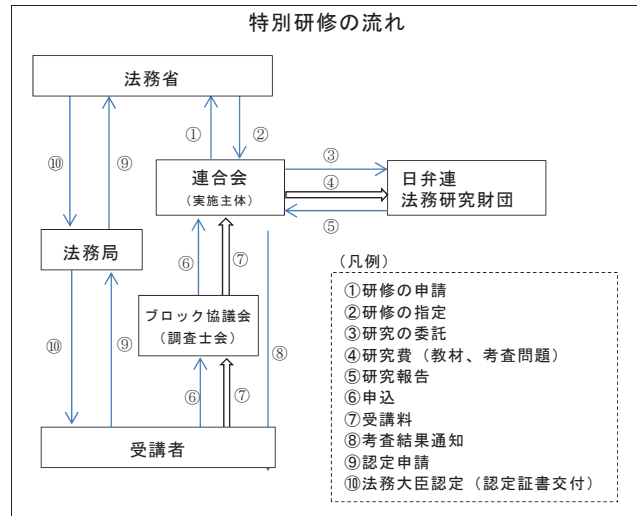 特別研修の流れ
法務省
①
②
⑩
⑨
③
連合会
(実施主体)
④
日弁連
法務研究財団
⑤
法務局
⑥
⑦
(凡例)
ブロック協議会
(調査士会)
⑩
⑨
⑧
⑥
⑦
受講者
①研修の申請
②研修の指定
③研究の委託
④研究費(教材、考査問題)
⑤研究報告
⑥申込
⑦受講料
⑧考査結果通知
⑨認定申請
⑩法務大臣認定(認定証書交付)